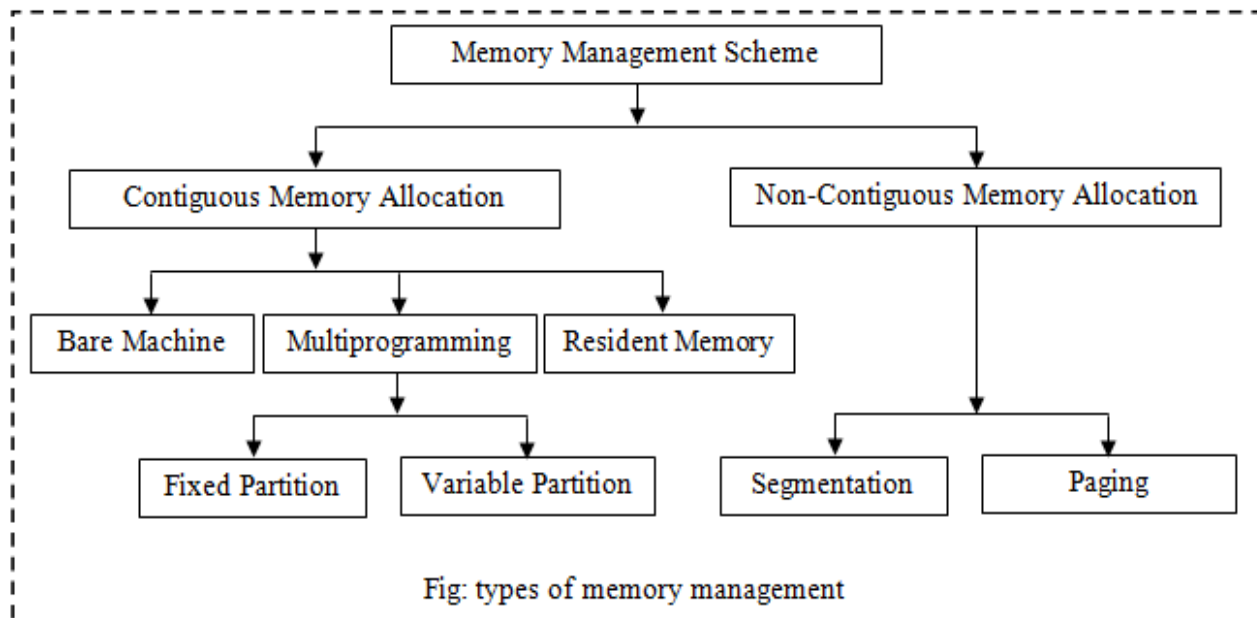 Memory Management Scheme
Contiguous Memory Allocation
Non-Contiguous Memory Allocation
Bare Machine
Multiprogramming
Resident Memory
Fixed Partition
Variable Partition
Segmentation
Paging
Fig: types of memory management